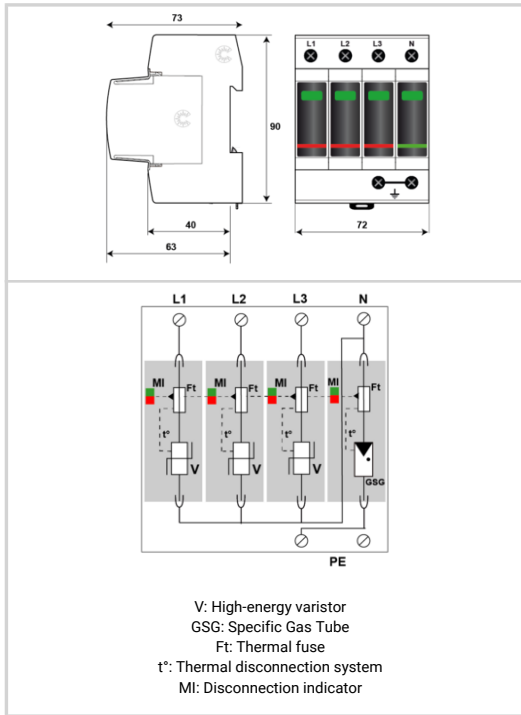 73
L1 L2 L3 N
90
40
63
72
L1 L2 L3 N
MI Ft MI Ft MI Ft MI Ft
t° t° t° t°
V V V
GSG
PE
V: High-energy varistor
GSG: Specific Gas Tube
Ft: Thermal fuse
t°: Thermal disconnection system
MI: Disconnection indicator